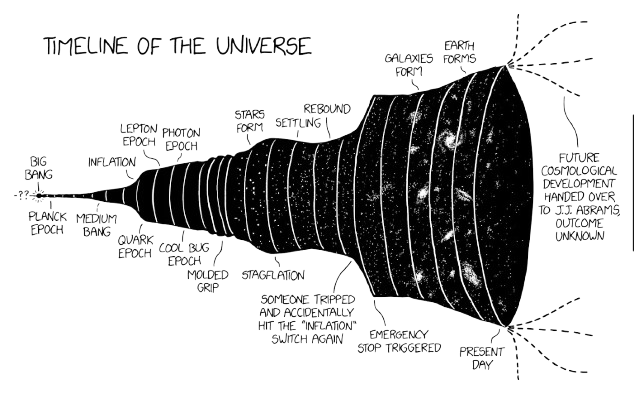 TIMELINE OF THE UNIVERSE
BIG
BANG
-??-
PLANCK
EPOCH
MEDIUM
BANG
INFLATION
QUARK
EPOCH
LEPTON
EPOCH
PHOTON
EPOCH
COOL BUG
EPOCH
MOLDED
GRIP
STARS
FORM
STAGFLATION
SETTLING
REBOUND
SOMEONE TRIPPED
AND ACCIDENTALLY
HIT THE "INFLATION"
SWITCH AGAIN
EMERGENCY
STOP TRIGGERED
GALAXIES
FORM
EARTH
FORMS
PRESENT
DAY
FUTURE
COSMOLOGICAL
DEVELOPMENT
HANDED OVER
TO J.J. ABRAMS,
OUTCOME
UNKNOWN